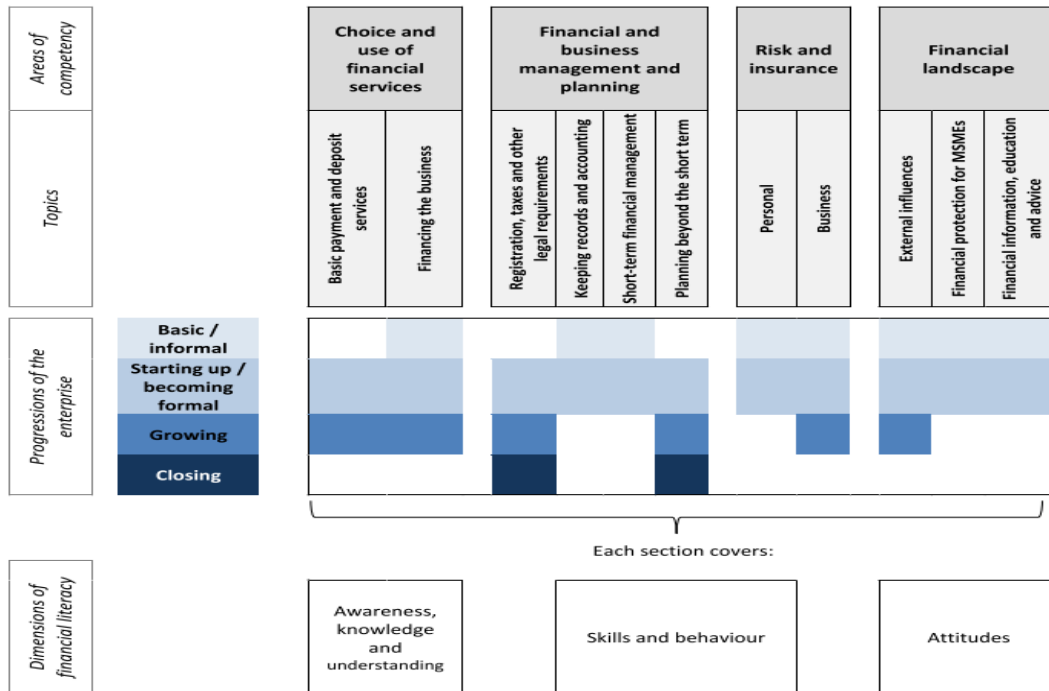 Areas of
competency
Choice and
use of
financial
services
Financial and
business
management and
planning
Risk and
insurance
Financial
landscape
Topics
Basic payment and deposit
services
Financing the business
Registration, taxes and other
legal requirements
Keeping records and accounting
Short-term financial management
Planning beyond the short term
Personal
Business
External influences
Financial protection for MSMEs
Financial information, education
and advice
Progressions of the
enterprise
Basic /
informal
Starting up /
becoming
formal
Growing
Closing
Each section covers:
Dimensions of
financial literacy
Awareness,
knowledge
and
understanding
Skills and behaviour
Attitudes